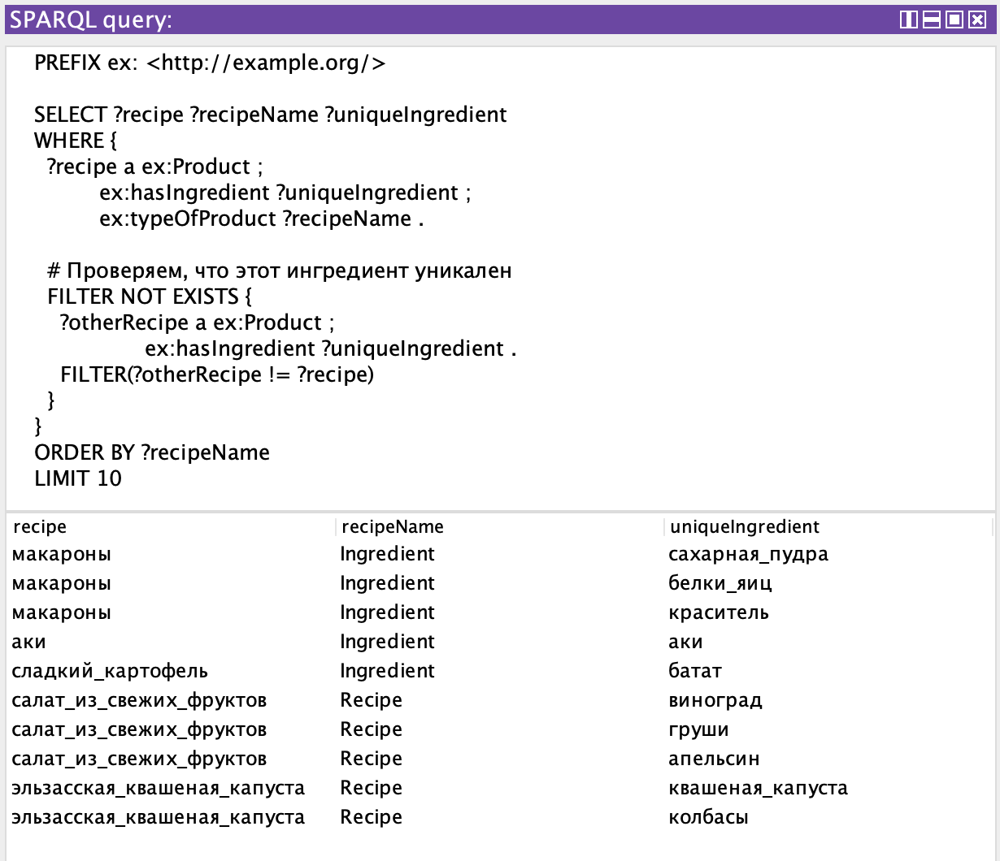 SPARQL query:
PREFIX ex: <http://example.org/>
SELECT ?recipe ?recipeName ?uniqueIngredient
WHERE {
?recipe a ex:Product ;
ex:hasIngredient ?uniqueIngredient ;
ex:typeOfProduct ?recipeName .
# Проверяем, что этот ингредиент уникален
FILTER NOT EXISTS {
?otherRecipe a ex:Product ;
ex:hasIngredient ?uniqueIngredient .
FILTER(?otherRecipe != ?recipe)
}
}
ORDER BY ?recipeName
LIMIT 10
recipe recipeName uniqueIngredient
макароны Ingredient сахарная_пудра
макароны Ingredient белки_яиц
макароны Ingredient краситель
аки Ingredient аки
сладкий_картофель Ingredient батат
салат_из_свежих_фруктов Recipe виноград
салат_из_свежих_фруктов Recipe груши
салат_из_свежих_фруктов Recipe апельсин
эльзасская_квашеная_капуста Recipe квашеная_капуста
эльзасская_квашеная_капуста Recipe колбасы